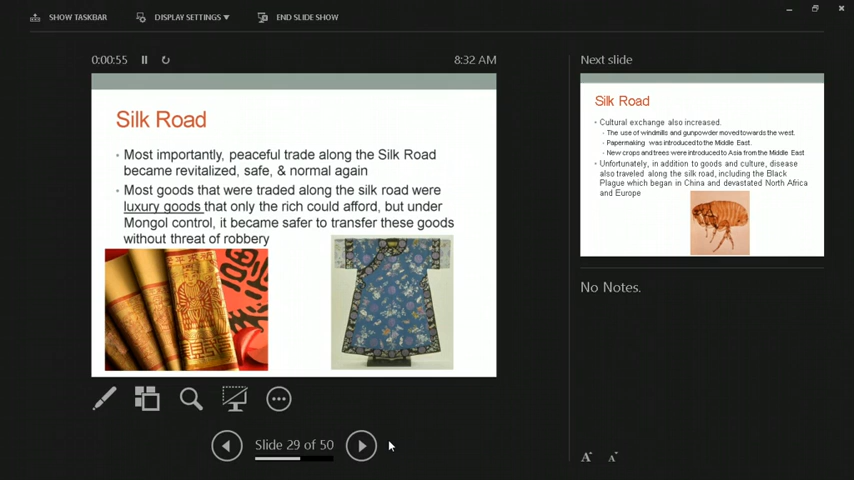 SHOW TASKBAR
DISPLAY SETTINGS ▼
END SLIDE SHOW
0:00:55
8:32 AM
Silk Road
• Most importantly, peaceful trade along the Silk Road
became revitalized, safe, & normal again
• Most goods that were traded along the silk road were
luxury goods that only the rich could afford, but under
Mongol control, it became safer to transfer these goods
without threat of robbery
Slide 29 of 50
Next slide
Silk Road
• Cultural exchange also increased.
• The use of windmills and gunpowder moved towards the west.
• Papermaking was introduced to the Middle East.
• New crops and trees were introduced to Asia from the Middle East
• Unfortunately, in addition to goods and culture, disease
also traveled along the silk road, including the Black
Plague which began in China and devastated North Africa
and Europe
No Notes.
A A